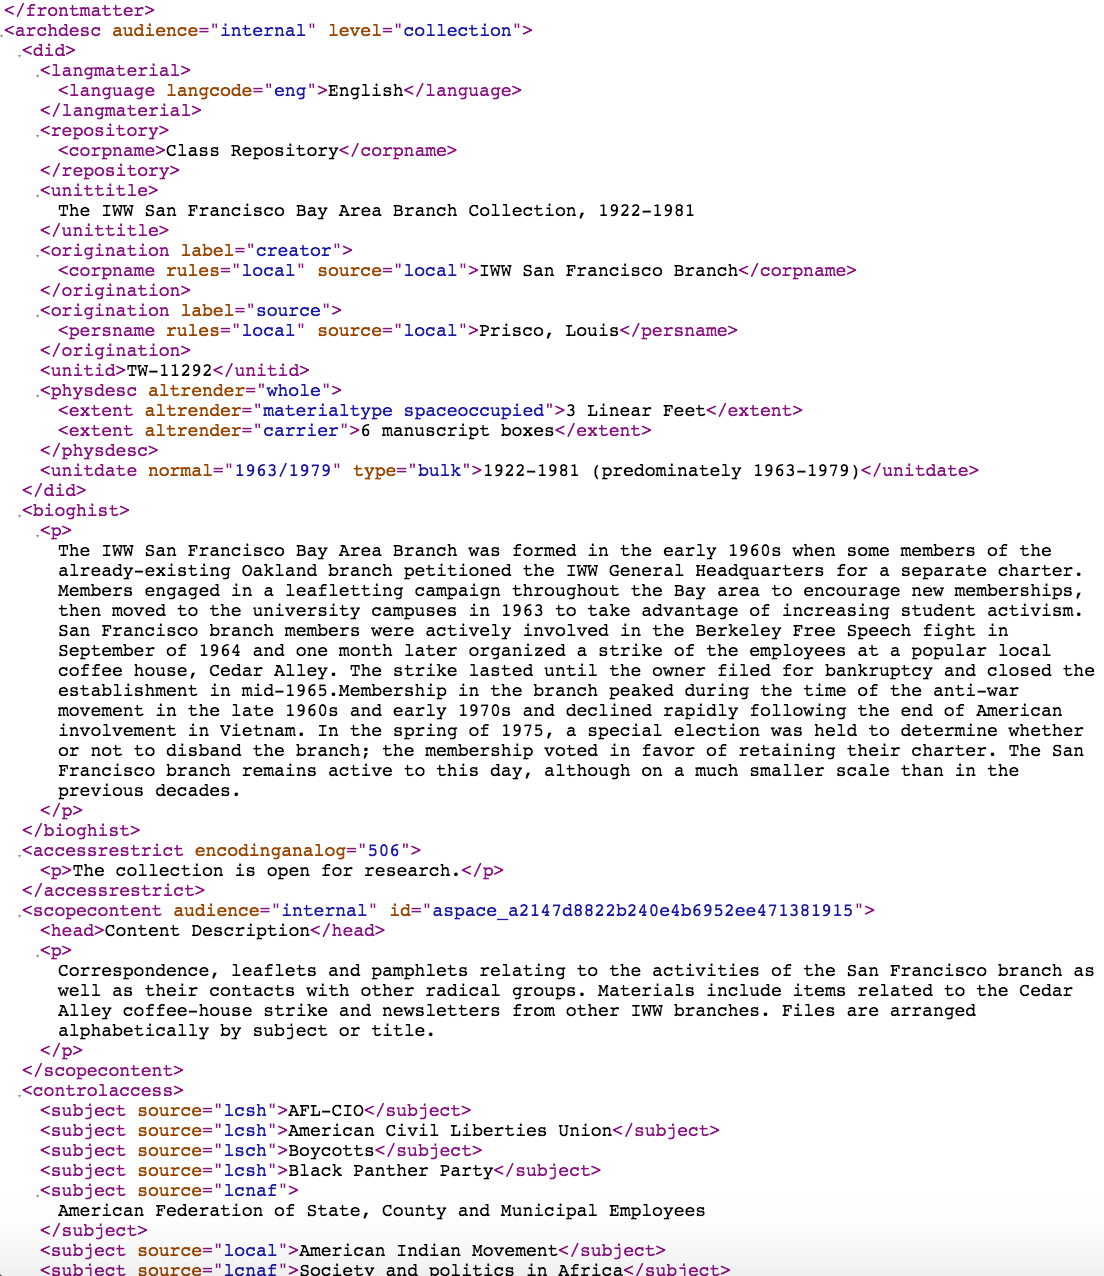 </frontmatter>
<archdesc audience="internal" level="collection">
<did>
<langmaterial>
<language langcode="eng">English</language>
</langmaterial>
<repository>
<corpname>Class Repository</corpname>
</repository>
<unittitle>
The IWW San Francisco Bay Area Branch Collection, 1922-1981
</unittitle>
<origination label="creator">
<corpname rules="local" source="local">IWW San Francisco Branch</corpname>
</origination>
<origination label="source">
<persname rules="local" source="local">Prisco, Louis</persname>
</origination>
<unitid>TW-11292</unitid>
<physdesc altrender="whole">
<extent altrender="materialtype spaceoccupied">3 Linear Feet</extent>
<extent altrender="carrier">6 manuscript boxes</extent>
</physdesc>
<unitdate normal="1963/1979" type="bulk">1922-1981 (predominately 1963-1979)</unitdate>
</did>
<bioghist>
<p>
The IWW San Francisco Bay Area Branch was formed in the early 1960s when some members of the
already-existing Oakland branch petitioned the IWW General Headquarters for a separate charter.
Members engaged in a leafletting campaign throughout the Bay area to encourage new memberships,
then moved to the university campuses in 1963 to take advantage of increasing student activism.
San Francisco branch members were actively involved in the Berkeley Free Speech fight in
September of 1964 and one month later organized a strike of the employees at a popular local
coffee house, Cedar Alley. The strike lasted until the owner filed for bankruptcy and closed the
establishment in mid-1965.Membership in the branch peaked during the time of the anti-war
movement in the late 1960s and early 1970s and declined rapidly following the end of American
involvement in Vietnam. In the spring of 1975, a special election was held to determine whether
or not to disband the branch; the membership voted in favor of retaining their charter. The San
Francisco branch remains active to this day, although on a much smaller scale than in the
previous decades.
</p>
</bioghist>
<accessrestrict encodinganalog="506">
<p>The collection is open for research.</p>
</accessrestrict>
<scopecontent audience="internal" id="aspace_a2147d8822b240e4b6952ee471381915">
<head>Content Description</head>
<p>
Correspondence, leaflets and pamphlets relating to the activities of the San Francisco branch as
well as their contacts with other radical groups. Materials include items related to the Cedar
Alley coffee-house strike and newsletters from other IWW branches. Files are arranged
alphabetically by subject or title.
</p>
</scopecontent>
<controlaccess>
<subject source="lcsh">AFL-CIO</subject>
<subject source="lcsh">American Civil Liberties Union</subject>
<subject source="lsch">Boycotts</subject>
<subject source="lcsh">Black Panther Party</subject>
<subject source="lcnaf">
American Federation of State, County and Municipal Employees
</subject>
<subject source="local">American Indian Movement</subject>
<subject source="lcnaf">Society and politics in Africa</subject>